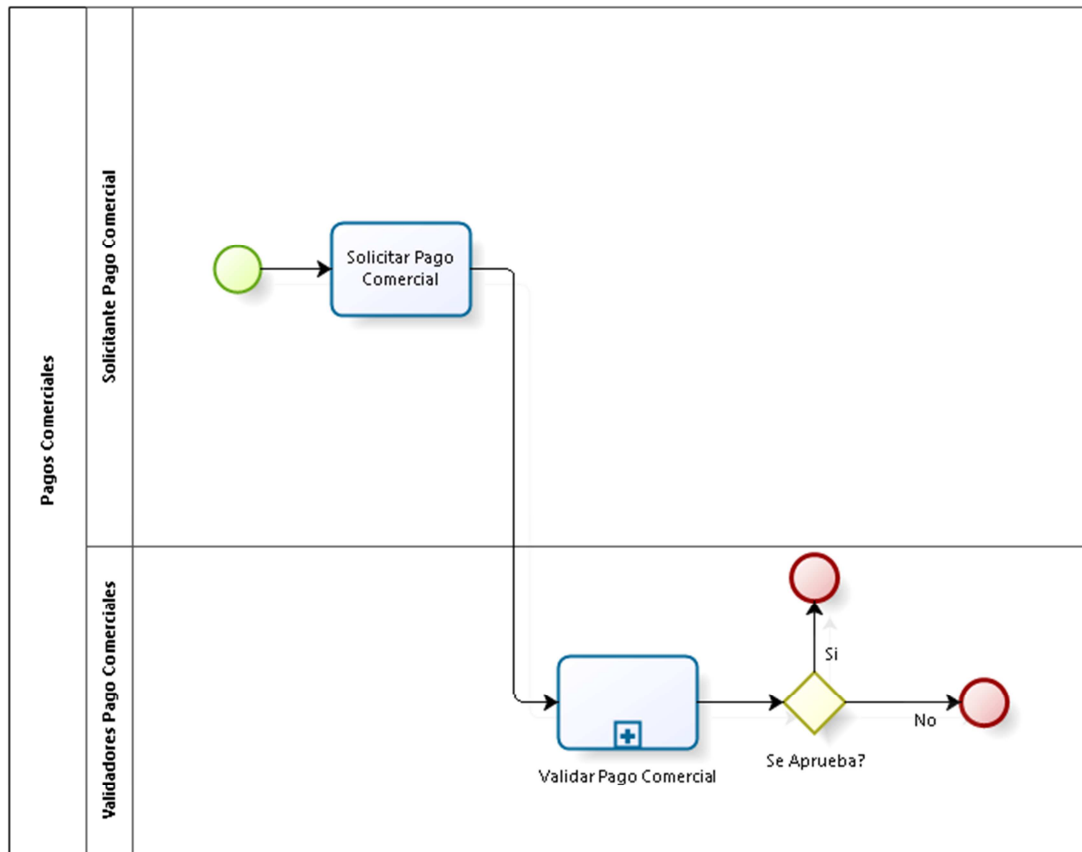 Pagos Comerciales
Solicitante Pago Comercial
Solicitar Pago
Comercial
Validadores Pago Comerciales
Validar Pago Comercial
Si
No
Se Aprueba?